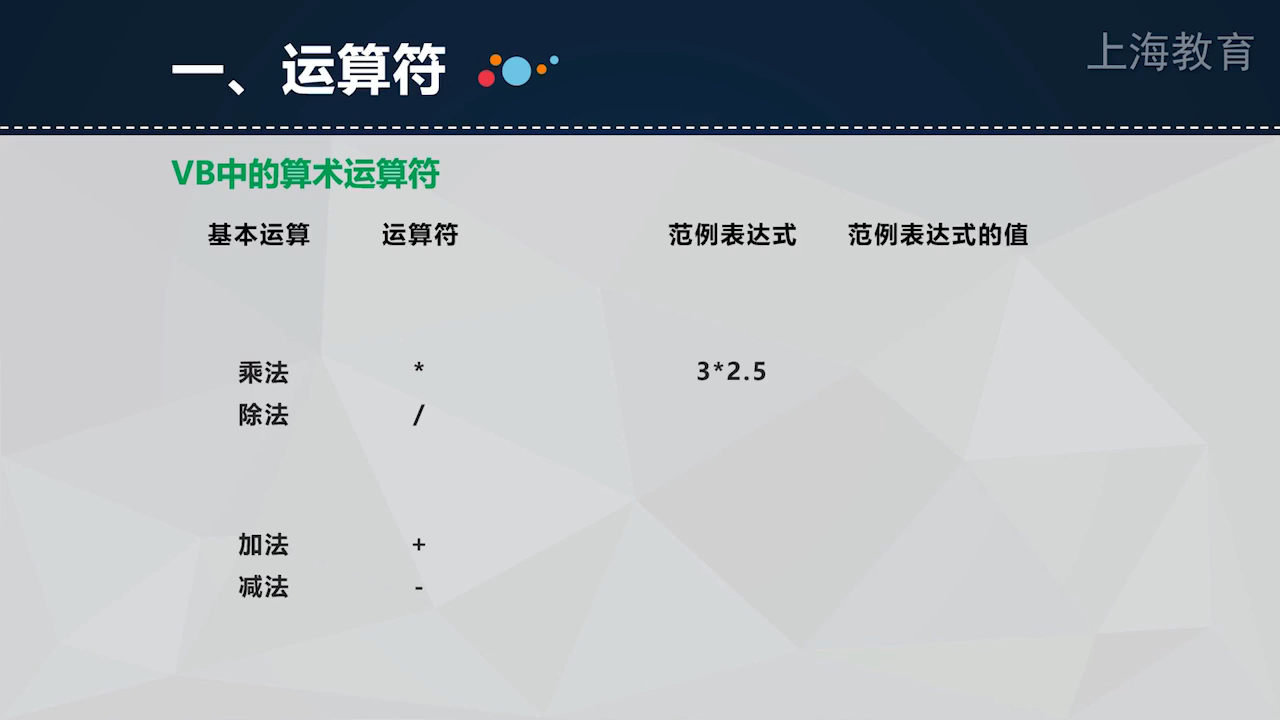 一、运算符
上海教育
VB中的算术运算符
基本运算 运算符 范例表达式 范例表达式的值
乘法 * 3*2.5
除法 /
加法 +
减法 -